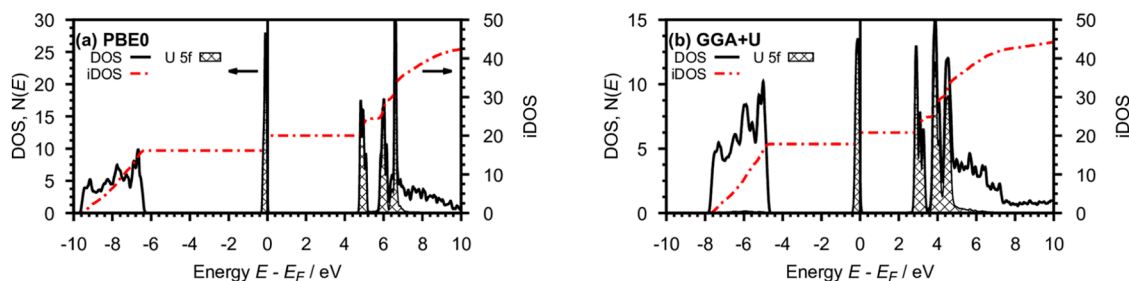 (a) PBE0
DOS
U 5f
iDOS
DOS, N(E)
30
25
20
15
10
5
0
50
40
30
20
10
0
iDOS
-10 -8 -6 -4 -2 0 2 4 6 8 10
Energy E - E_F / eV
(b) GGA+U
DOS
U 5f
iDOS
DOS, N(E)
15
10
5
0
50
40
30
20
10
0
iDOS
-10 -8 -6 -4 -2 0 2 4 6 8 10
Energy E - E_F / eV